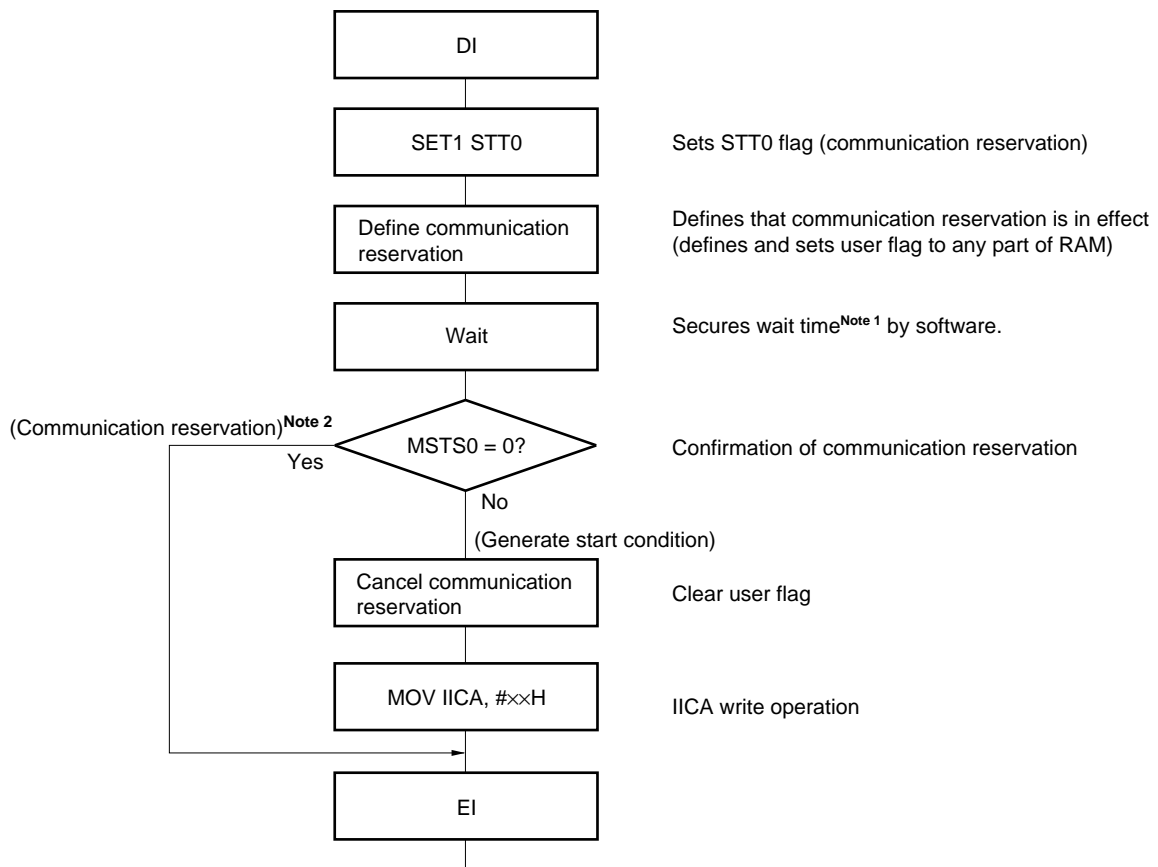 DI
SET1 STT0
Sets STT0 flag (communication reservation)
Define communication
reservation
Defines that communication reservation is in effect
(defines and sets user flag to any part of RAM)
Wait
Secures wait timeNote 1 by software.
(Communication reservation)Note 2
Yes
MSTS0 = 0?
Confirmation of communication reservation
No
(Generate start condition)
Cancel communication
reservation
Clear user flag
MOV IICA, #××H
IICA write operation
EI